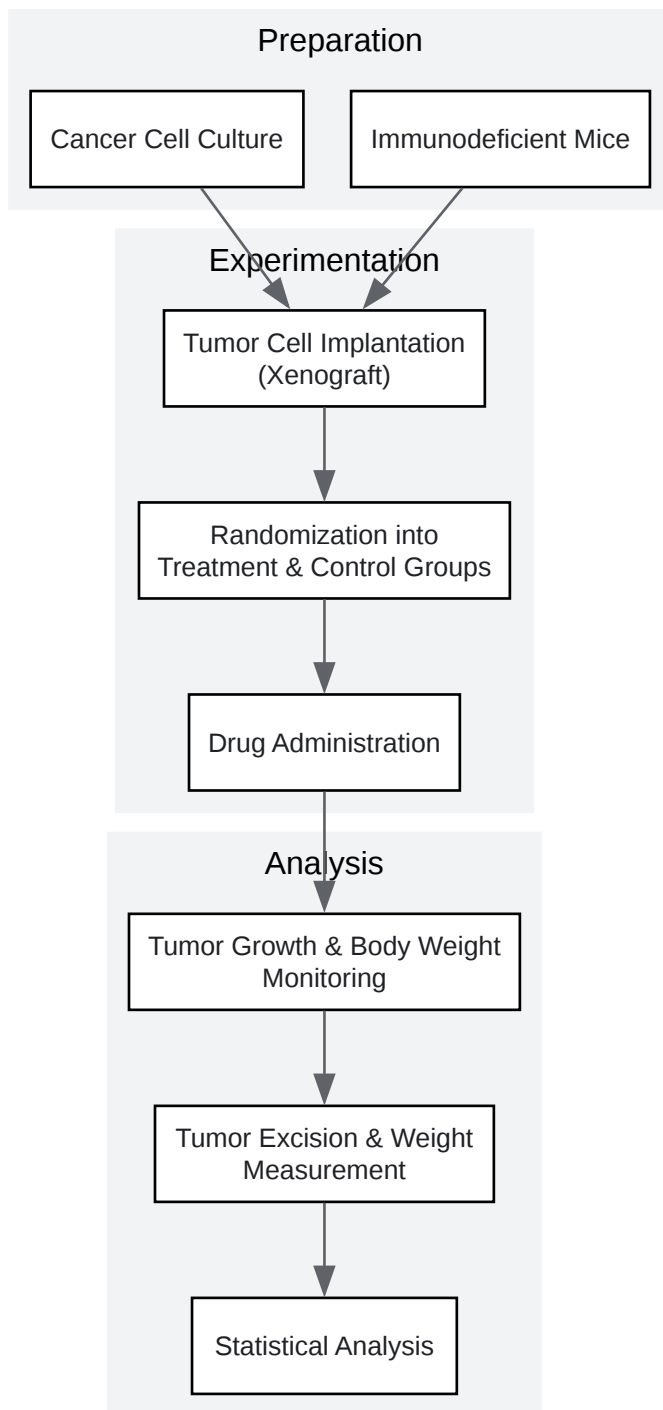 Preparation
Cancer Cell Culture
Immunodeficient Mice
Experimentation
Tumor Cell Implantation
(Xenograft)
Randomization into
Treatment & Control Groups
Drug Administration
Analysis
Tumor Growth & Body Weight
Monitoring
Tumor Excision & Weight
Measurement
Statistical Analysis